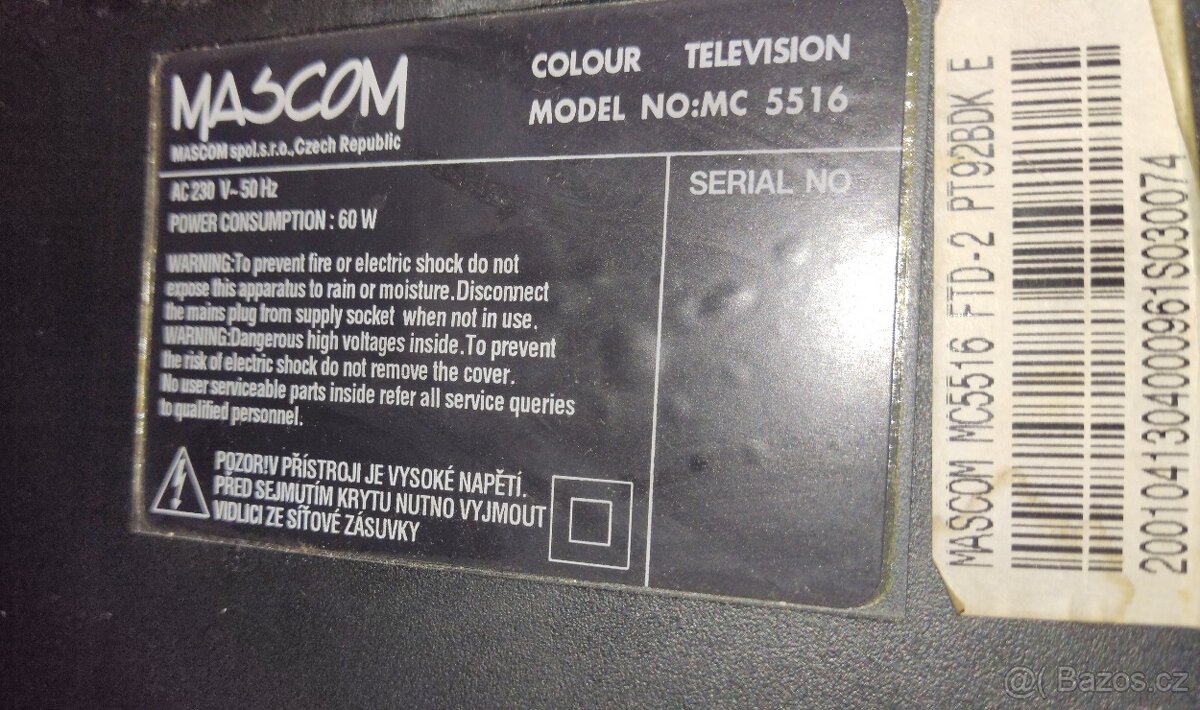 MASCOM
MASCOM spol.s.r.o.,Czech Republic
COLOUR TELEVISION
MODEL NO:MC 5516
AC 230 V~ 50 Hz
POWER CONSUMPTION : 60 W
WARNING:To prevent fire or electric shock do not
expose this apparatus to rain or moisture.Disconnect
the mains plug from supply socket when not in use.
WARNING:Dangerous high voltages inside.To prevent
the risk of electric shock do not remove the cover.
No user serviceable parts inside refer all service queries
to qualified personnel.
POZOR!V PŘÍSTROJI JE VYSOKÉ NAPĚTÍ.
PŘED SEJMUTÍM KRYTU NUTNO VYJMOUT
VIDLICI ZE SÍŤOVÉ ZÁSUVKY
SERIAL NO
MASCOM MC5516 FTD-2 PT92BDK E
2001041304000961S030074
@( Bazos.cz